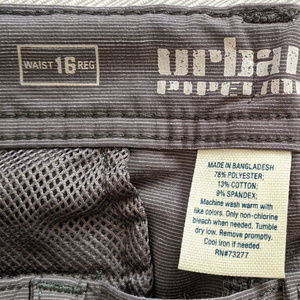 WAIST 16 REG
urba
MADE IN BANGLADESH
78% POLYESTER;
13% COTTON;
9% SPANDEX;
Machine wash warm with
like colors. Only non-chlorine
bleach when needed. Tumble
dry low. Remove promptly.
Cool iron if needed.
RN#73277